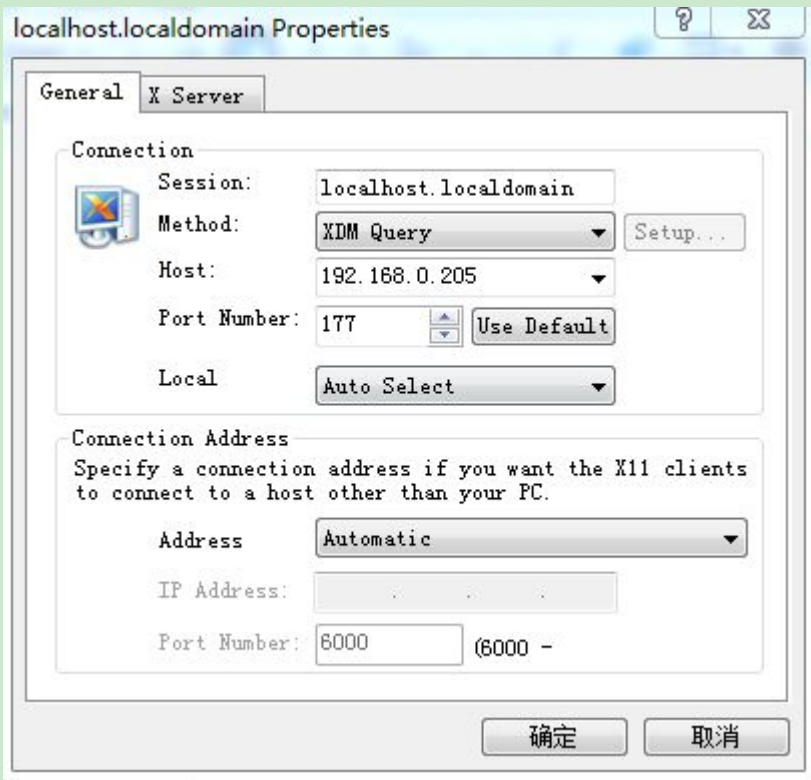 localhost.localdomain Properties
General X Server
Connection
Session: localhost.localdomain
Method: XDM Query Setup...
Host: 192.168.0.205
Port Number: 177 Use Default
Local Auto Select
Connection Address
Specify a connection address if you want the X11 clients
to connect to a host other than your PC.
Address Automatic
IP Address: . . .
Port Number: 6000 (6000 -
确定 取消